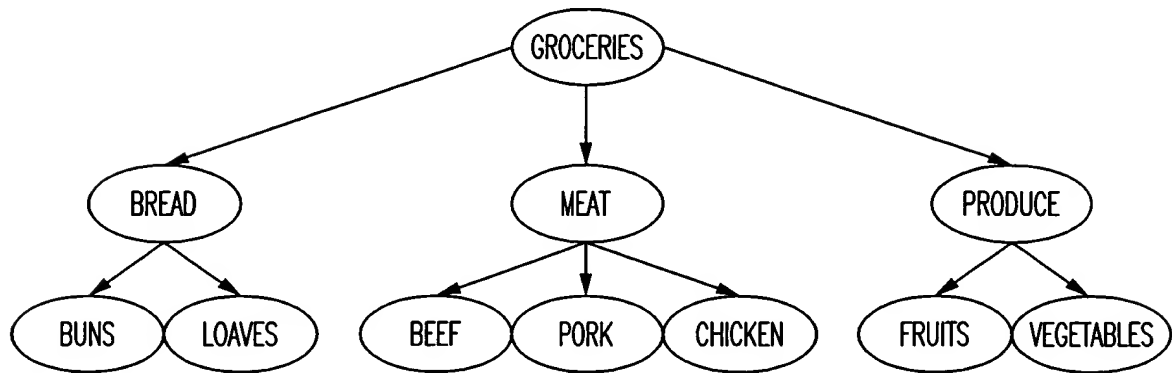 GROCERIES
BREAD MEAT PRODUCE
BUNS LOAVES BEEF PORK CHICKEN FRUITS VEGETABLES